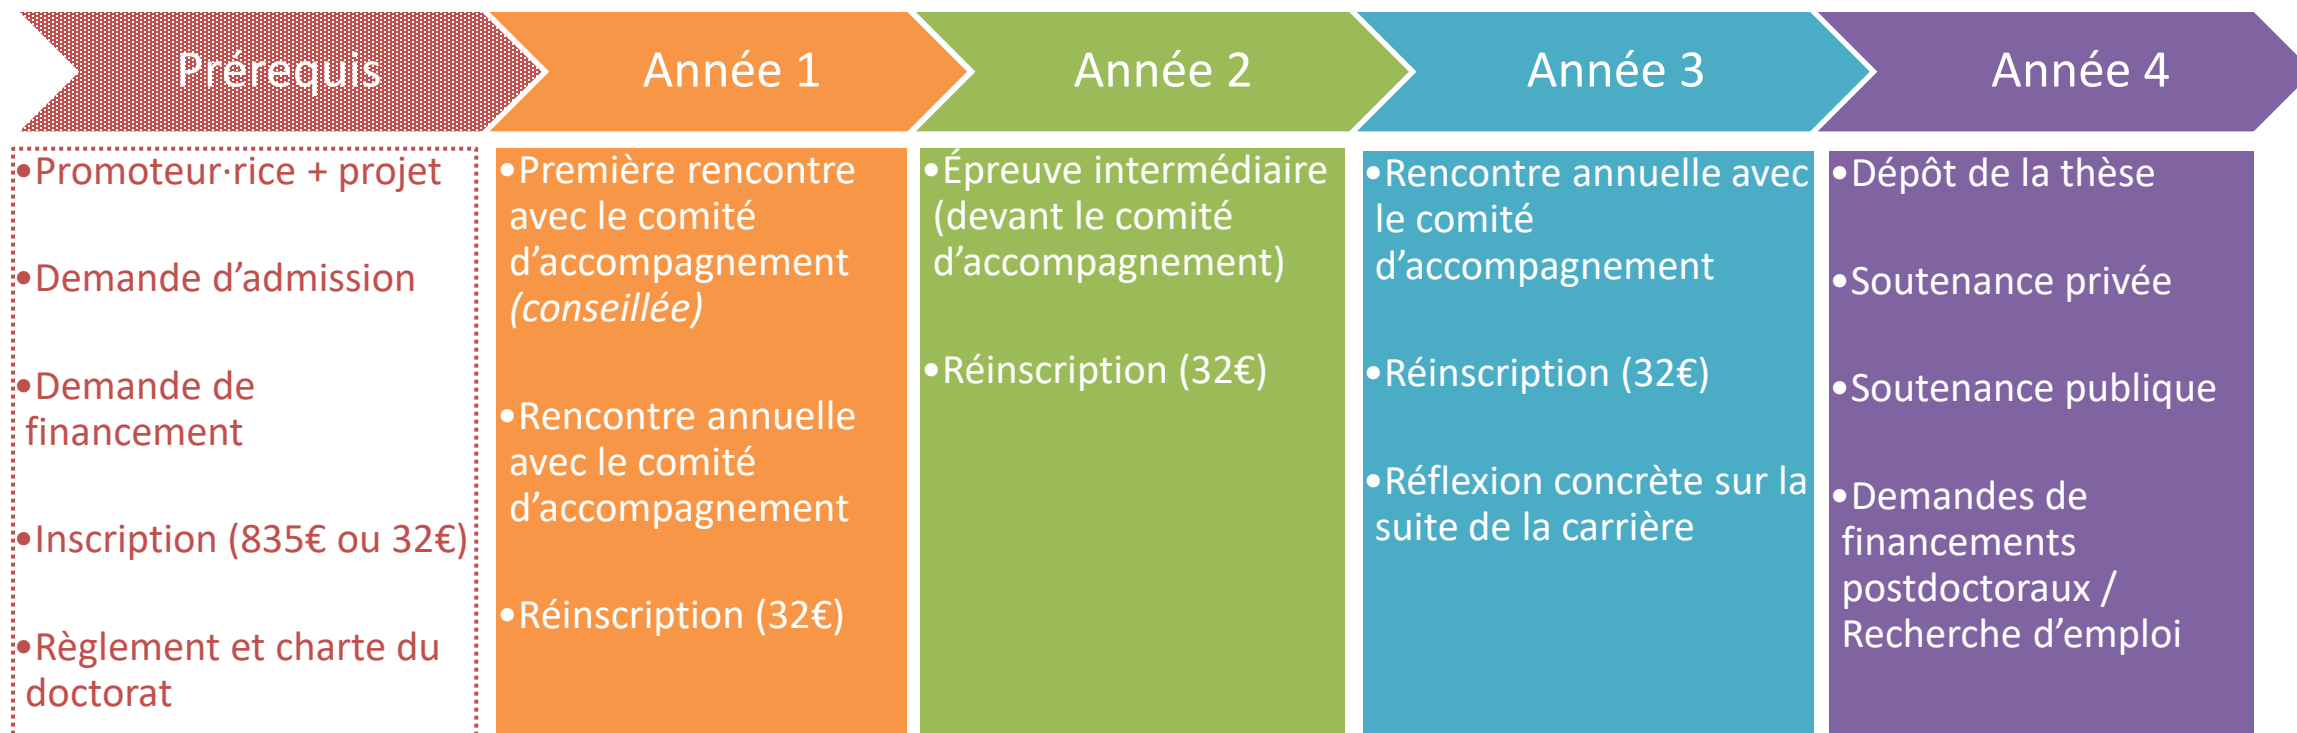 Prérequis
Année 1
Année 2
Année 3
Année 4
•Promoteur·rice + projet
•Demande d’admission
•Demande de
financement
•Inscription (835€ ou 32€)
•Règlement et charte du
doctorat
•Première rencontre
avec le comité
d’accompagnement
(conseillée)
•Rencontre annuelle
avec le comité
d’accompagnement
•Réinscription (32€)
•Épreuve intermédiaire
(devant le comité
d’accompagnement)
•Réinscription (32€)
•Rencontre annuelle avec
le comité
d’accompagnement
•Réinscription (32€)
•Réflexion concrète sur la
suite de la carrière
•Dépôt de la thèse
•Soutenance privée
•Soutenance publique
•Demandes de
financements
postdoctoraux /
Recherche d’emploi